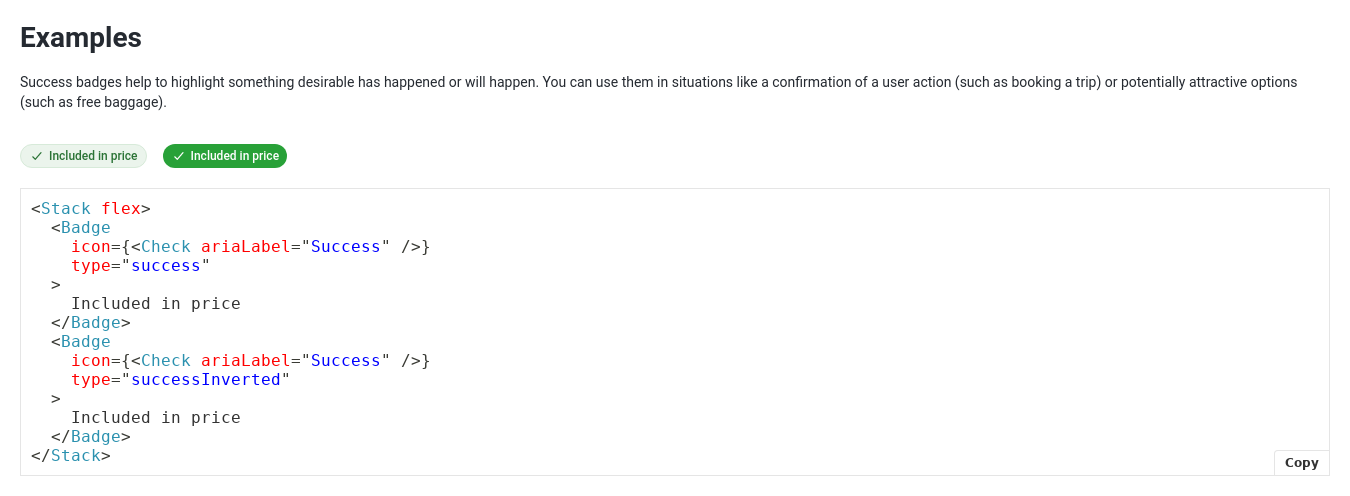 Examples
Success badges help to highlight something desirable has happened or will happen. You can use them in situations like a confirmation of a user action (such as booking a trip) or potentially attractive options
(such as free baggage).
Included in price
Included in price
<Stack flex>
  <Badge
    icon={<Check ariaLabel="Success" />}
    type="success"
  >
    Included in price
  </Badge>
  <Badge
    icon={<Check ariaLabel="Success" />}
    type="successInverted"
  >
    Included in price
  </Badge>
</Stack>
Copy